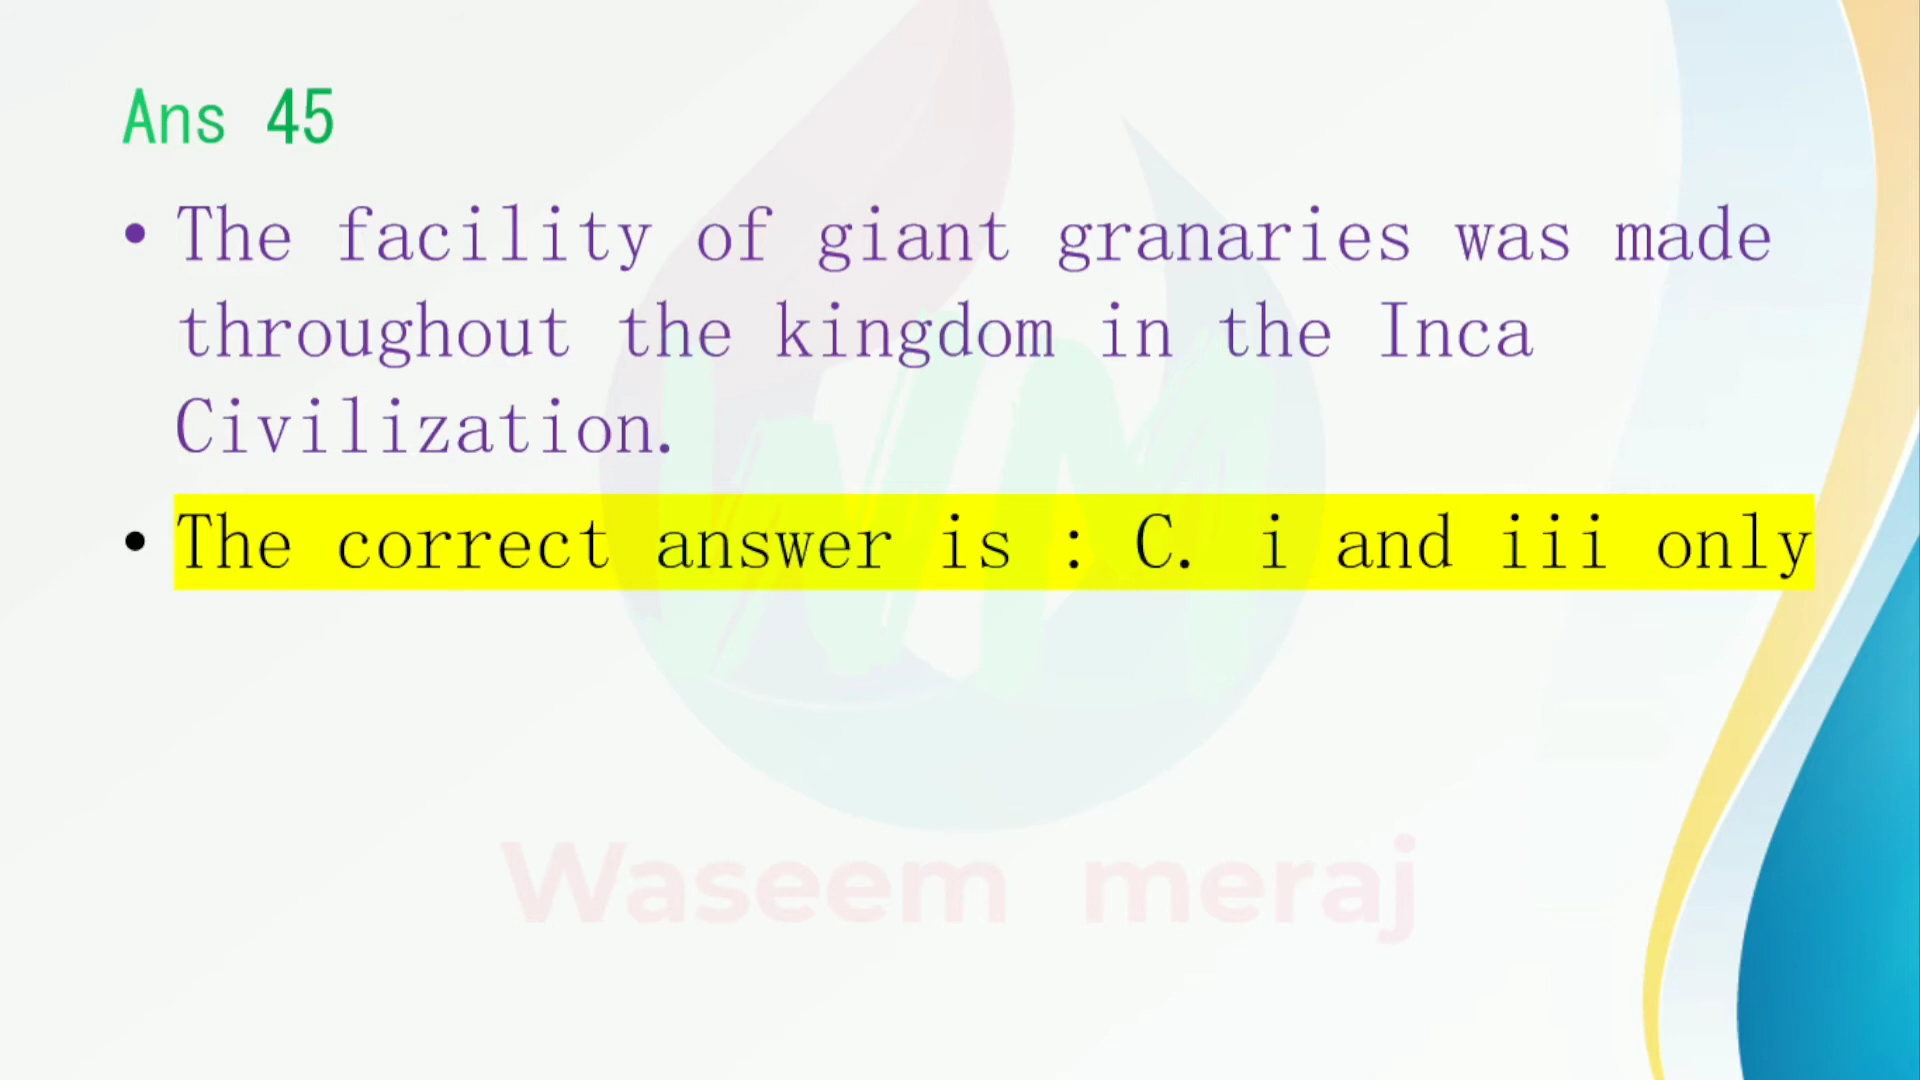 Ans 45
• The facility of giant granaries was made
throughout the kingdom in the Inca
Civilization.
• The correct answer is : C. i and iii only
WM
Waseem meraj